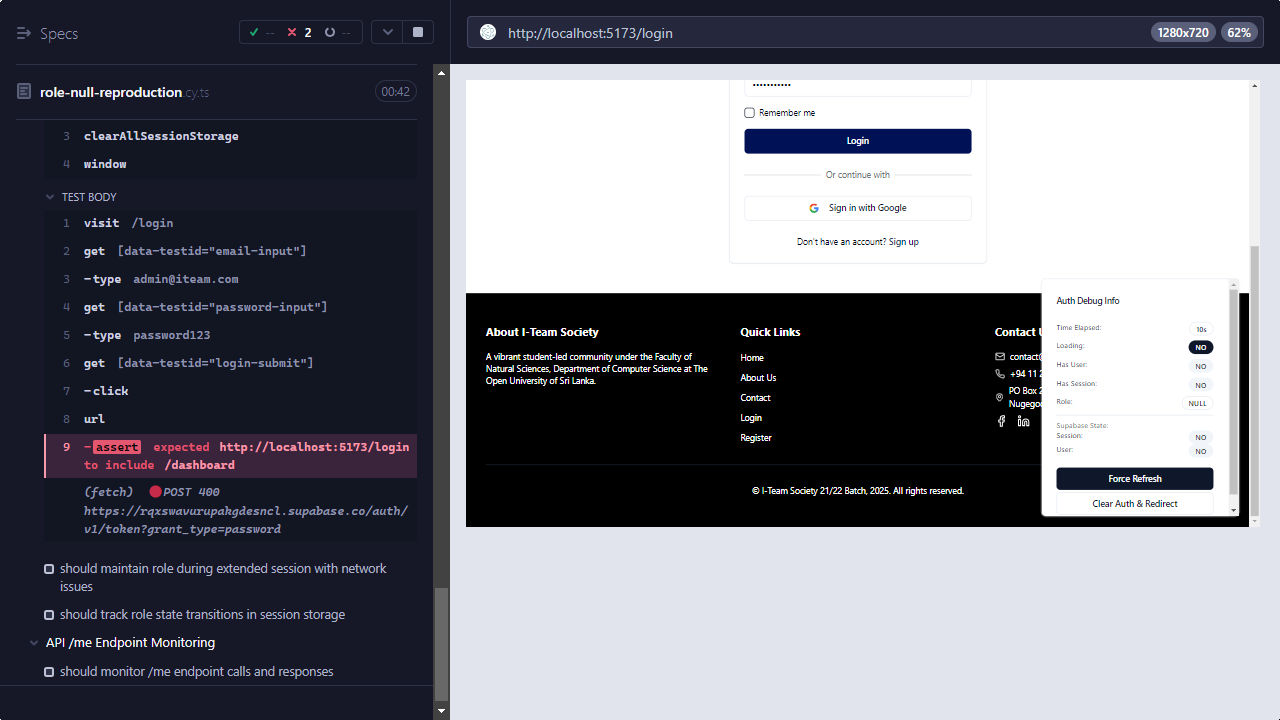 Specs
-- 2 --
role-null-reproduction.cy.ts 00:42
3 clearAllSessionStorage
4 window
TEST BODY
1 visit /login
2 get [data-testid="email-input"]
3 -type admin@iteam.com
4 get [data-testid="password-input"]
5 -type password123
6 get [data-testid="login-submit"]
7 -click
8 url
9 -assert expected http://localhost:5173/login
to include /dashboard
(fetch) POST 400
https://rqxswavurupakgdesncl.supabase.co/auth/
v1/token?grant_type=password
should maintain role during extended session with network
issues
should track role state transitions in session storage
API /me Endpoint Monitoring
should monitor /me endpoint calls and responses
http://localhost:5173/login 1280x720 62%
•••••••••••
Remember me
Login
Or continue with
Sign in with Google
Don't have an account? Sign up
About I-Team Society
A vibrant student-led community under the Faculty of
Natural Sciences, Department of Computer Science at The
Open University of Sri Lanka.
Quick Links
Home
About Us
Contact
Login
Register
Contact
contact@
+94 11 2
PO Box 2
Nugego
© I-Team Society 21/22 Batch, 2025. All rights reserved.
Auth Debug Info
Time Elapsed: 10s
Loading: NO
Has User: NO
Has Session: NO
Role: NULL
Supabase State:
Session: NO
User: NO
Force Refresh
Clear Auth & Redirect